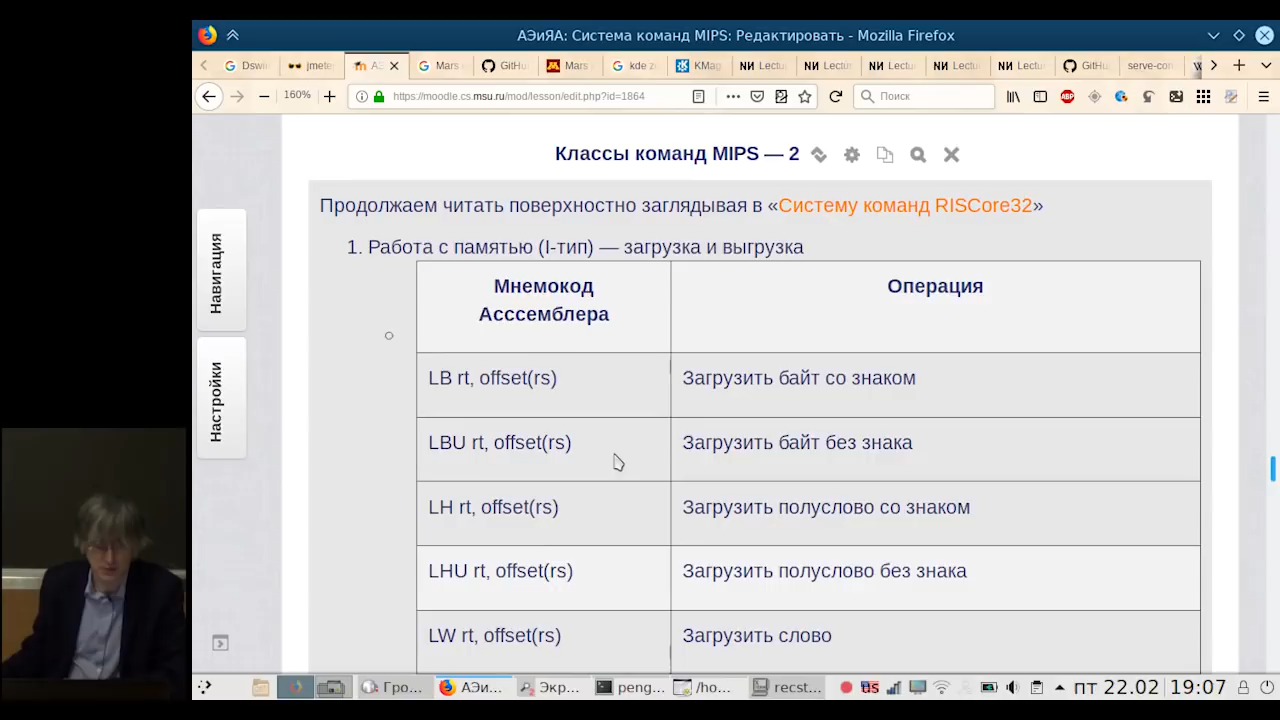 АЭиЯА: Система команд MIPS: Редактировать - Mozilla Firefox
Dswi
jmete
АЭ
Mars
GitHu
Mars
kde z
KMag
Lectu
Lectur
Lectu
Lectu
Lectu
GitHu
serve-cor
160%
https://moodle.cs.msu.ru/mod/lesson/edit.php?id=1864
Поиск
ABP
Навигация
Настройки
Классы команд MIPS — 2
Продолжаем читать поверхностно заглядывая в «Систему команд RISCore32»
1. Работа с памятью (I-тип) — загрузка и выгрузка
Мнемокод
Асссемблера
Операция
LB rt, offset(rs)
Загрузить байт со знаком
LBU rt, offset(rs)
Загрузить байт без знака
LH rt, offset(rs)
Загрузить полуслово со знаком
LHU rt, offset(rs)
Загрузить полуслово без знака
LW rt, offset(rs)
Загрузить слово
Гро...
АЭи...
Экр...
peng...
/ho...
recst...
us
пт 22.02
19:07